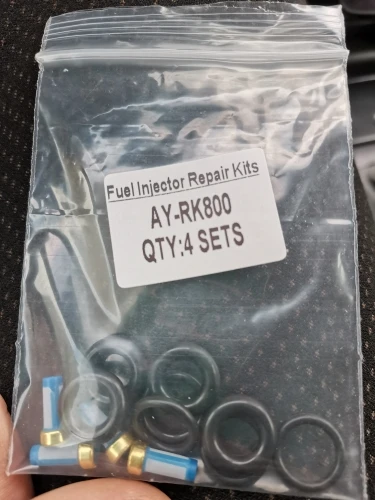 Fuel Injector Repair Kits
AY-RK800
QTY:4 SETS